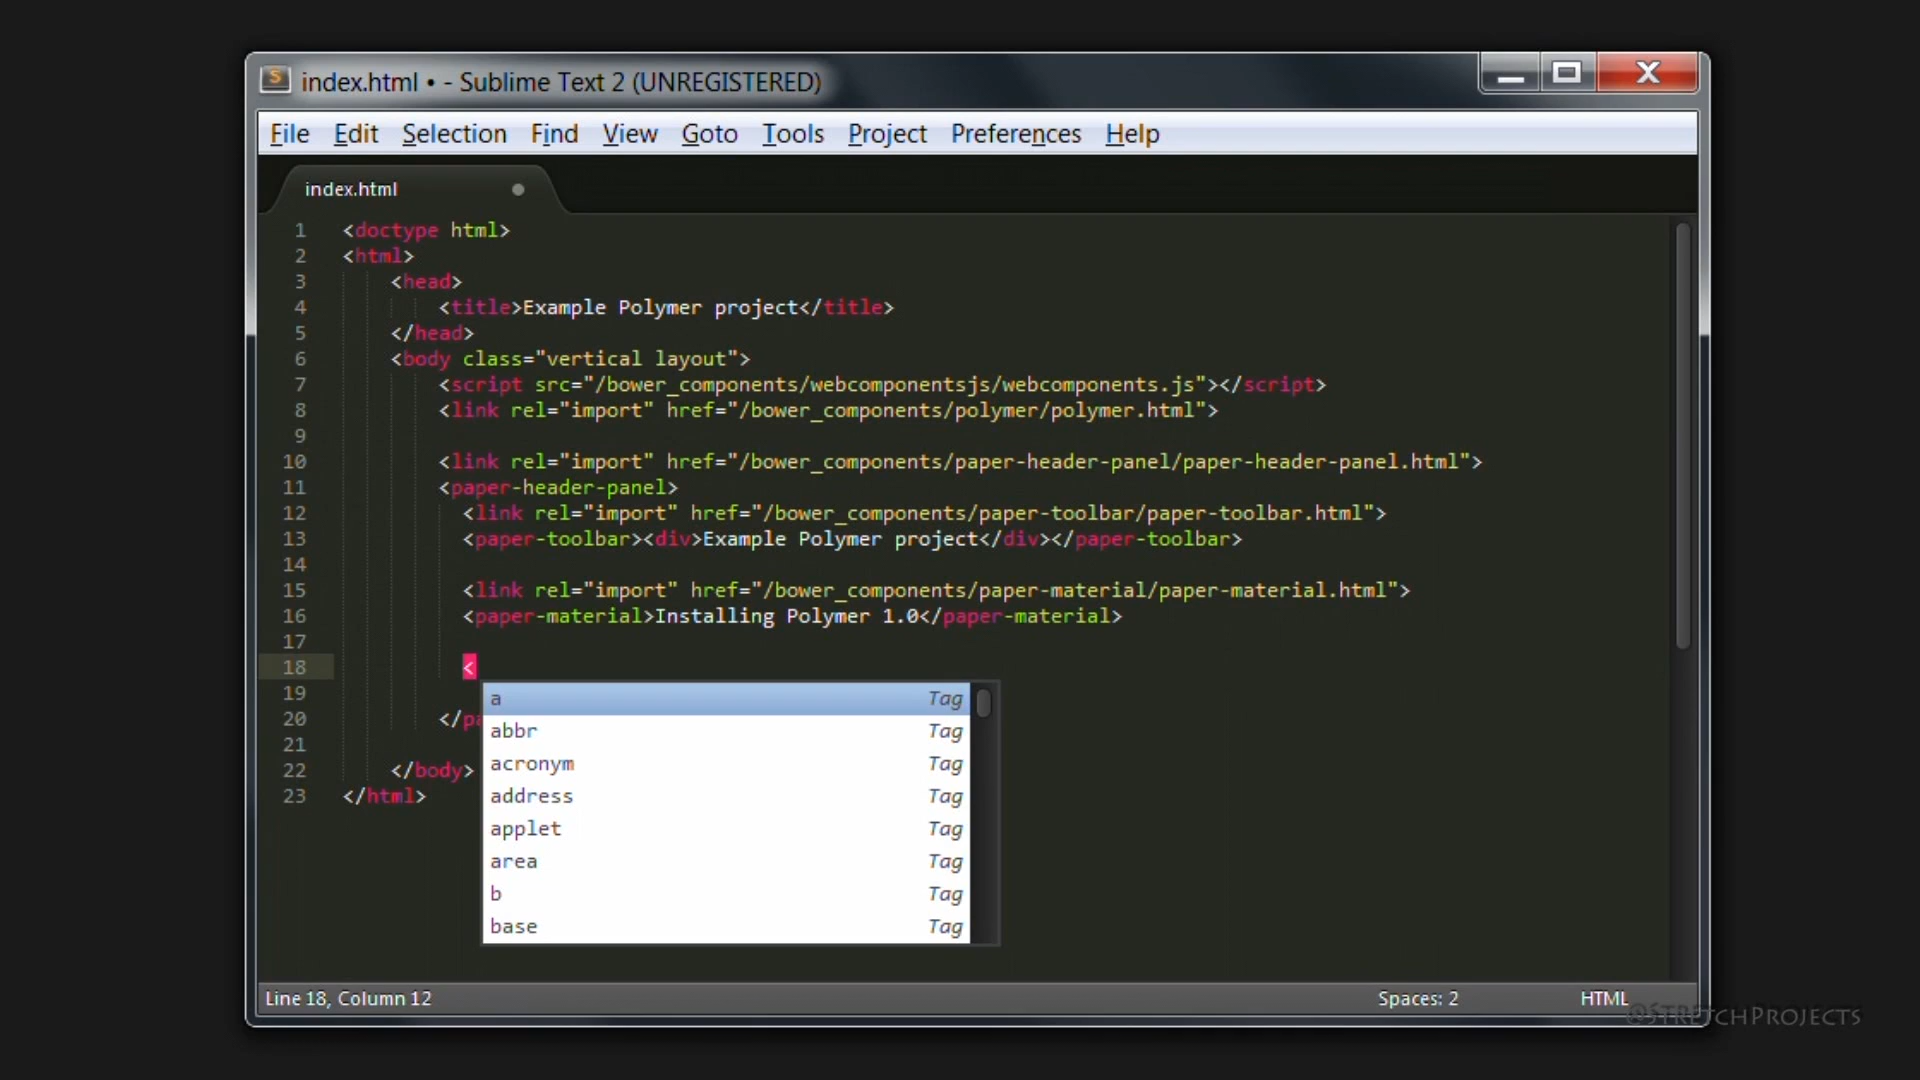 index.html • - Sublime Text 2 (UNREGISTERED)
File Edit Selection Find View Goto Tools Project Preferences Help
index.html
1 <doctype html>
2 <html>
3 <head>
4 <title>Example Polymer project</title>
5 </head>
6 <body class="vertical layout">
7 <script src="/bower_components/webcomponentsjs/webcomponents.js"></script>
8 <link rel="import" href="/bower_components/polymer/polymer.html">
9
10 <link rel="import" href="/bower_components/paper-header-panel/paper-header-panel.html">
11 <paper-header-panel>
12 <link rel="import" href="/bower_components/paper-toolbar/paper-toolbar.html">
13 <paper-toolbar><div>Example Polymer project</div></paper-toolbar>
14
15 <link rel="import" href="/bower_components/paper-material/paper-material.html">
16 <paper-material>Installing Polymer 1.0</paper-material>
17
18 <
19
20 </pa
21
22 </body>
23 </html>
a Tag
abbr Tag
acronym Tag
address Tag
applet Tag
area Tag
b Tag
base Tag
Line 18, Column 12 Spaces: 2 HTML
@StretchProjects